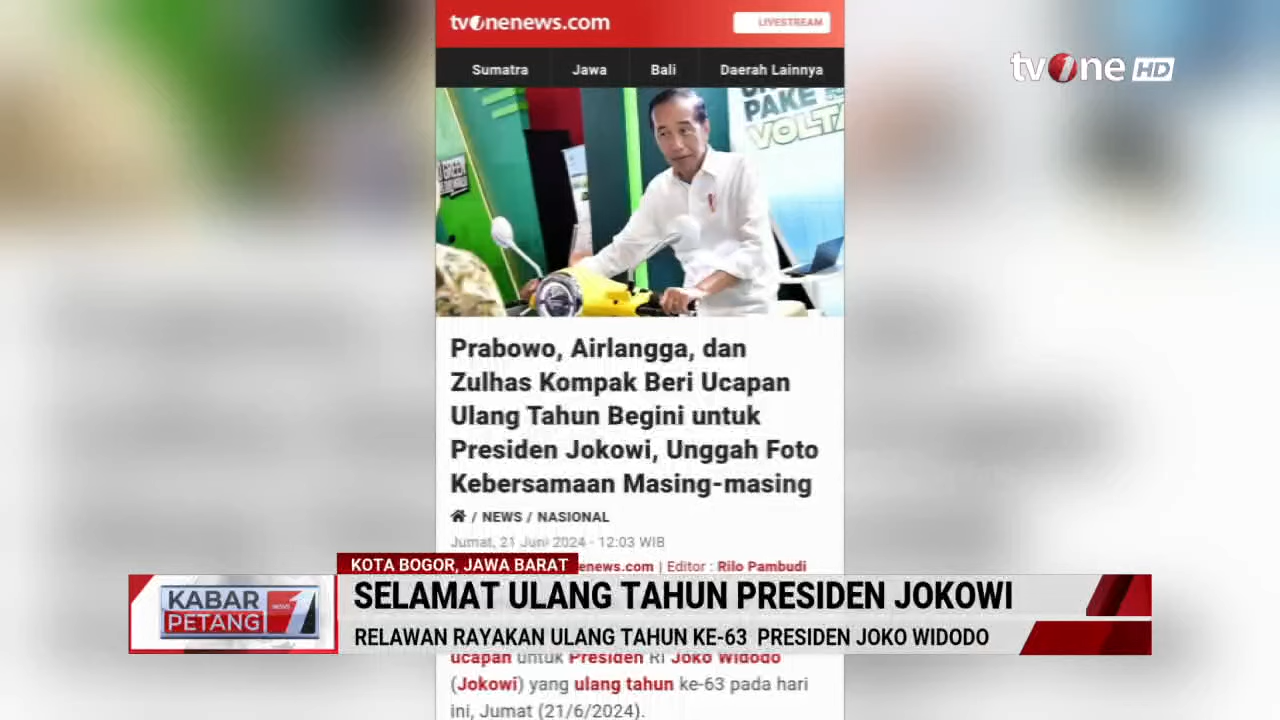 tvOnenews.com
LIVESTREAM
tvOne HD
Sumatra Jawa Bali Daerah Lainnya
PAKE
VOLTA
GREEN
Prabowo, Airlangga, dan
Zulhas Kompak Beri Ucapan
Ulang Tahun Begini untuk
Presiden Jokowi, Unggah Foto
Kebersamaan Masing-masing
/ NEWS / NASIONAL
Jumat, 21 Juni 2024 - 12:03 WIB
enews.com | Editor : Rilo Pambudi
KOTA BOGOR, JAWA BARAT
KABAR
PETANG
NEWS 1
SELAMAT ULANG TAHUN PRESIDEN JOKOWI
RELAWAN RAYAKAN ULANG TAHUN KE-63 PRESIDEN JOKO WIDODO
ucapan untuk Presiden RI Joko Widodo
(Jokowi) yang ulang tahun ke-63 pada hari
ini, Jumat (21/6/2024).